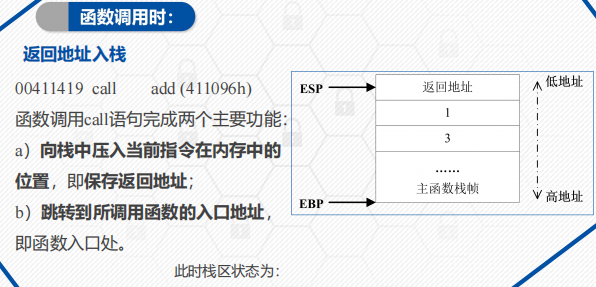 函数调用时：
返回地址入栈
00411419 call add (411096h)
函数调用call语句完成两个主要功能：
a）向栈中压入当前指令在内存中的
位置，即保存返回地址；
b）跳转到所调用函数的入口地址，
即函数入口处。
此时栈区状态为：
ESP
返回地址
低地址
1
3
……
主函数栈帧
EBP
高地址